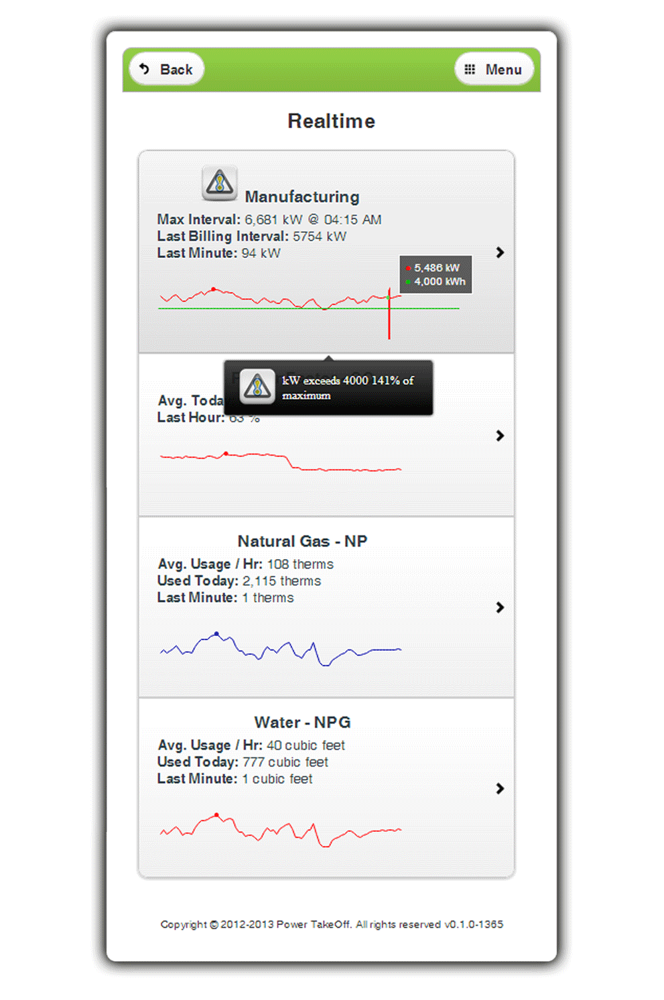 Back
Menu
Realtime
Manufacturing
Max Interval: 6,681 kW @ 04:15 AM
Last Billing Interval: 5754 kW
Last Minute: 94 kW
5,486 kW
4,000 kWh
kW exceeds 4000 141% of
maximum
Avg. Toda
Last Hour: 63 %
Natural Gas - NP
Avg. Usage / Hr: 108 therms
Used Today: 2,115 therms
Last Minute: 1 therms
Water - NPG
Avg. Usage / Hr: 40 cubic feet
Used Today: 777 cubic feet
Last Minute: 1 cubic feet
Copyright © 2012-2013 Power TakeOff. All rights reserved v0.1.0-1365